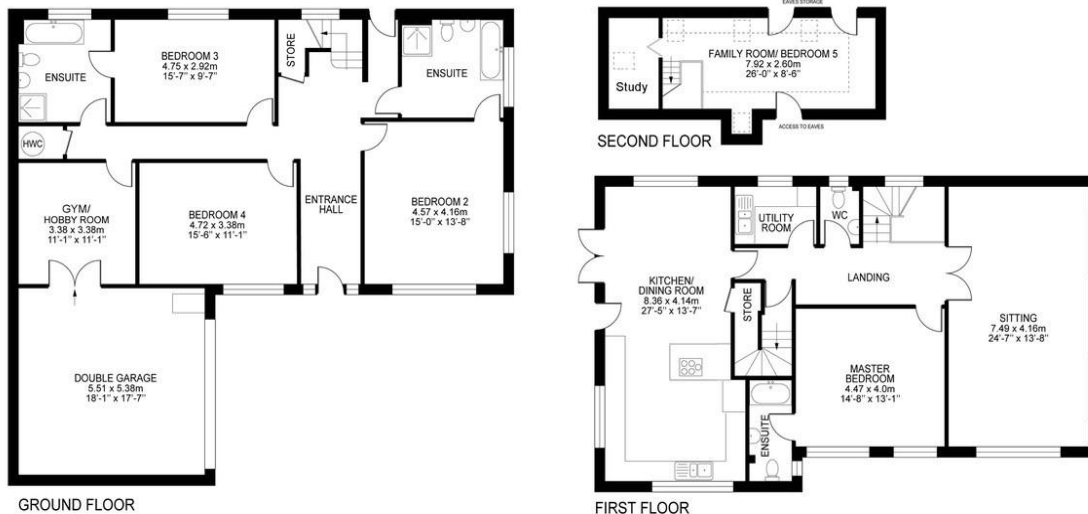 BEDROOM 3
4.75 x 2.92m
15'-7" x 9'-7"
STORE
ENSUITE
ENSUITE
HWC
GYM/
HOBBY ROOM
3.38 x 3.38m
11'-1" x 11'-1"
BEDROOM 4
4.72 x 3.38m
15'-6" x 11'-1"
ENTRANCE
HALL
BEDROOM 2
4.57 x 4.16m
15'-0" x 13'-8"
DOUBLE GARAGE
5.51 x 5.38m
18'-1" x 17'-7"
GROUND FLOOR
EAVES STORAGE
FAMILY ROOM/ BEDROOM 5
7.92 x 2.60m
26'-0" x 8'-6"
Study
ACCESS TO EAVES
SECOND FLOOR
UTILITY
ROOM
WC
KITCHEN/
DINING ROOM
8.36 x 4.14m
27'-5" x 13'-7"
STORE
LANDING
SITTING
7.49 x 4.16m
24'-7" x 13'-8"
MASTER
BEDROOM
4.47 x 4.0m
14'-8" x 13'-1"
ENSUITE
FIRST FLOOR